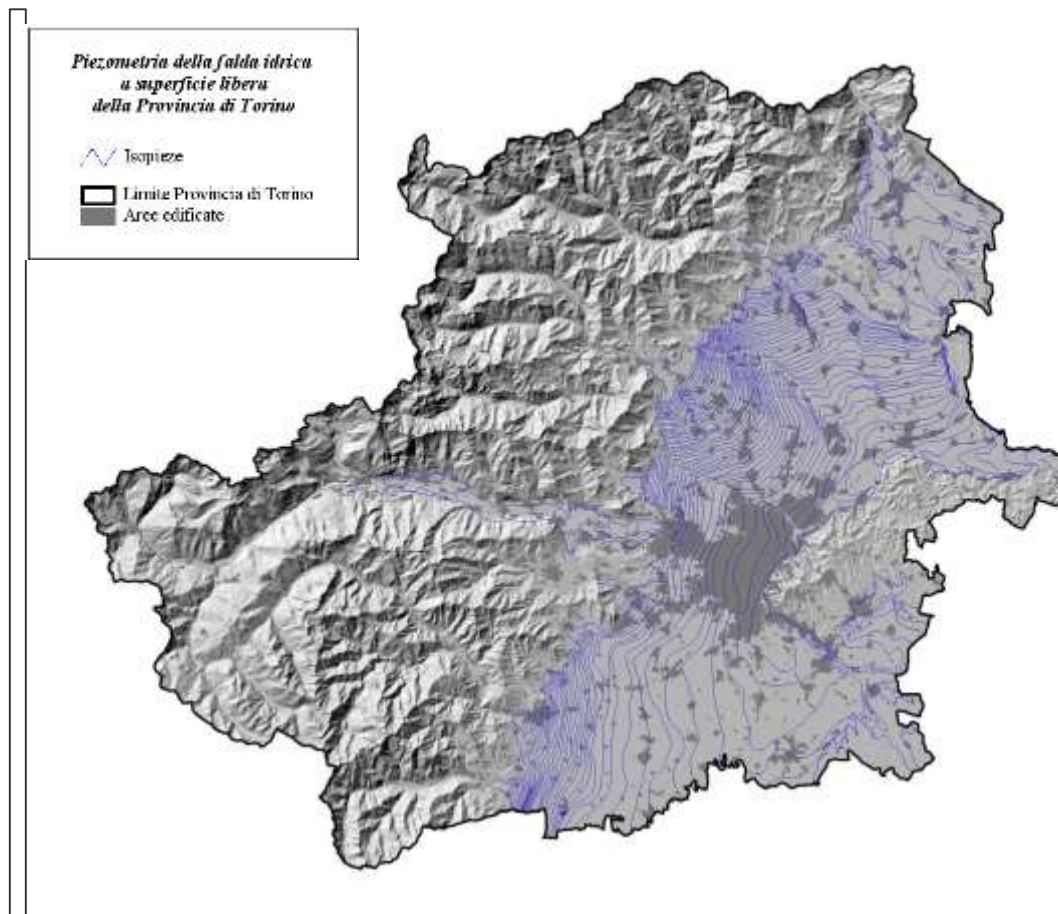 Piezometria della falda idrica
a superficie libera
della Provincia di Torino
Isopieze
Limite Provincia di Torino
Aree edificate